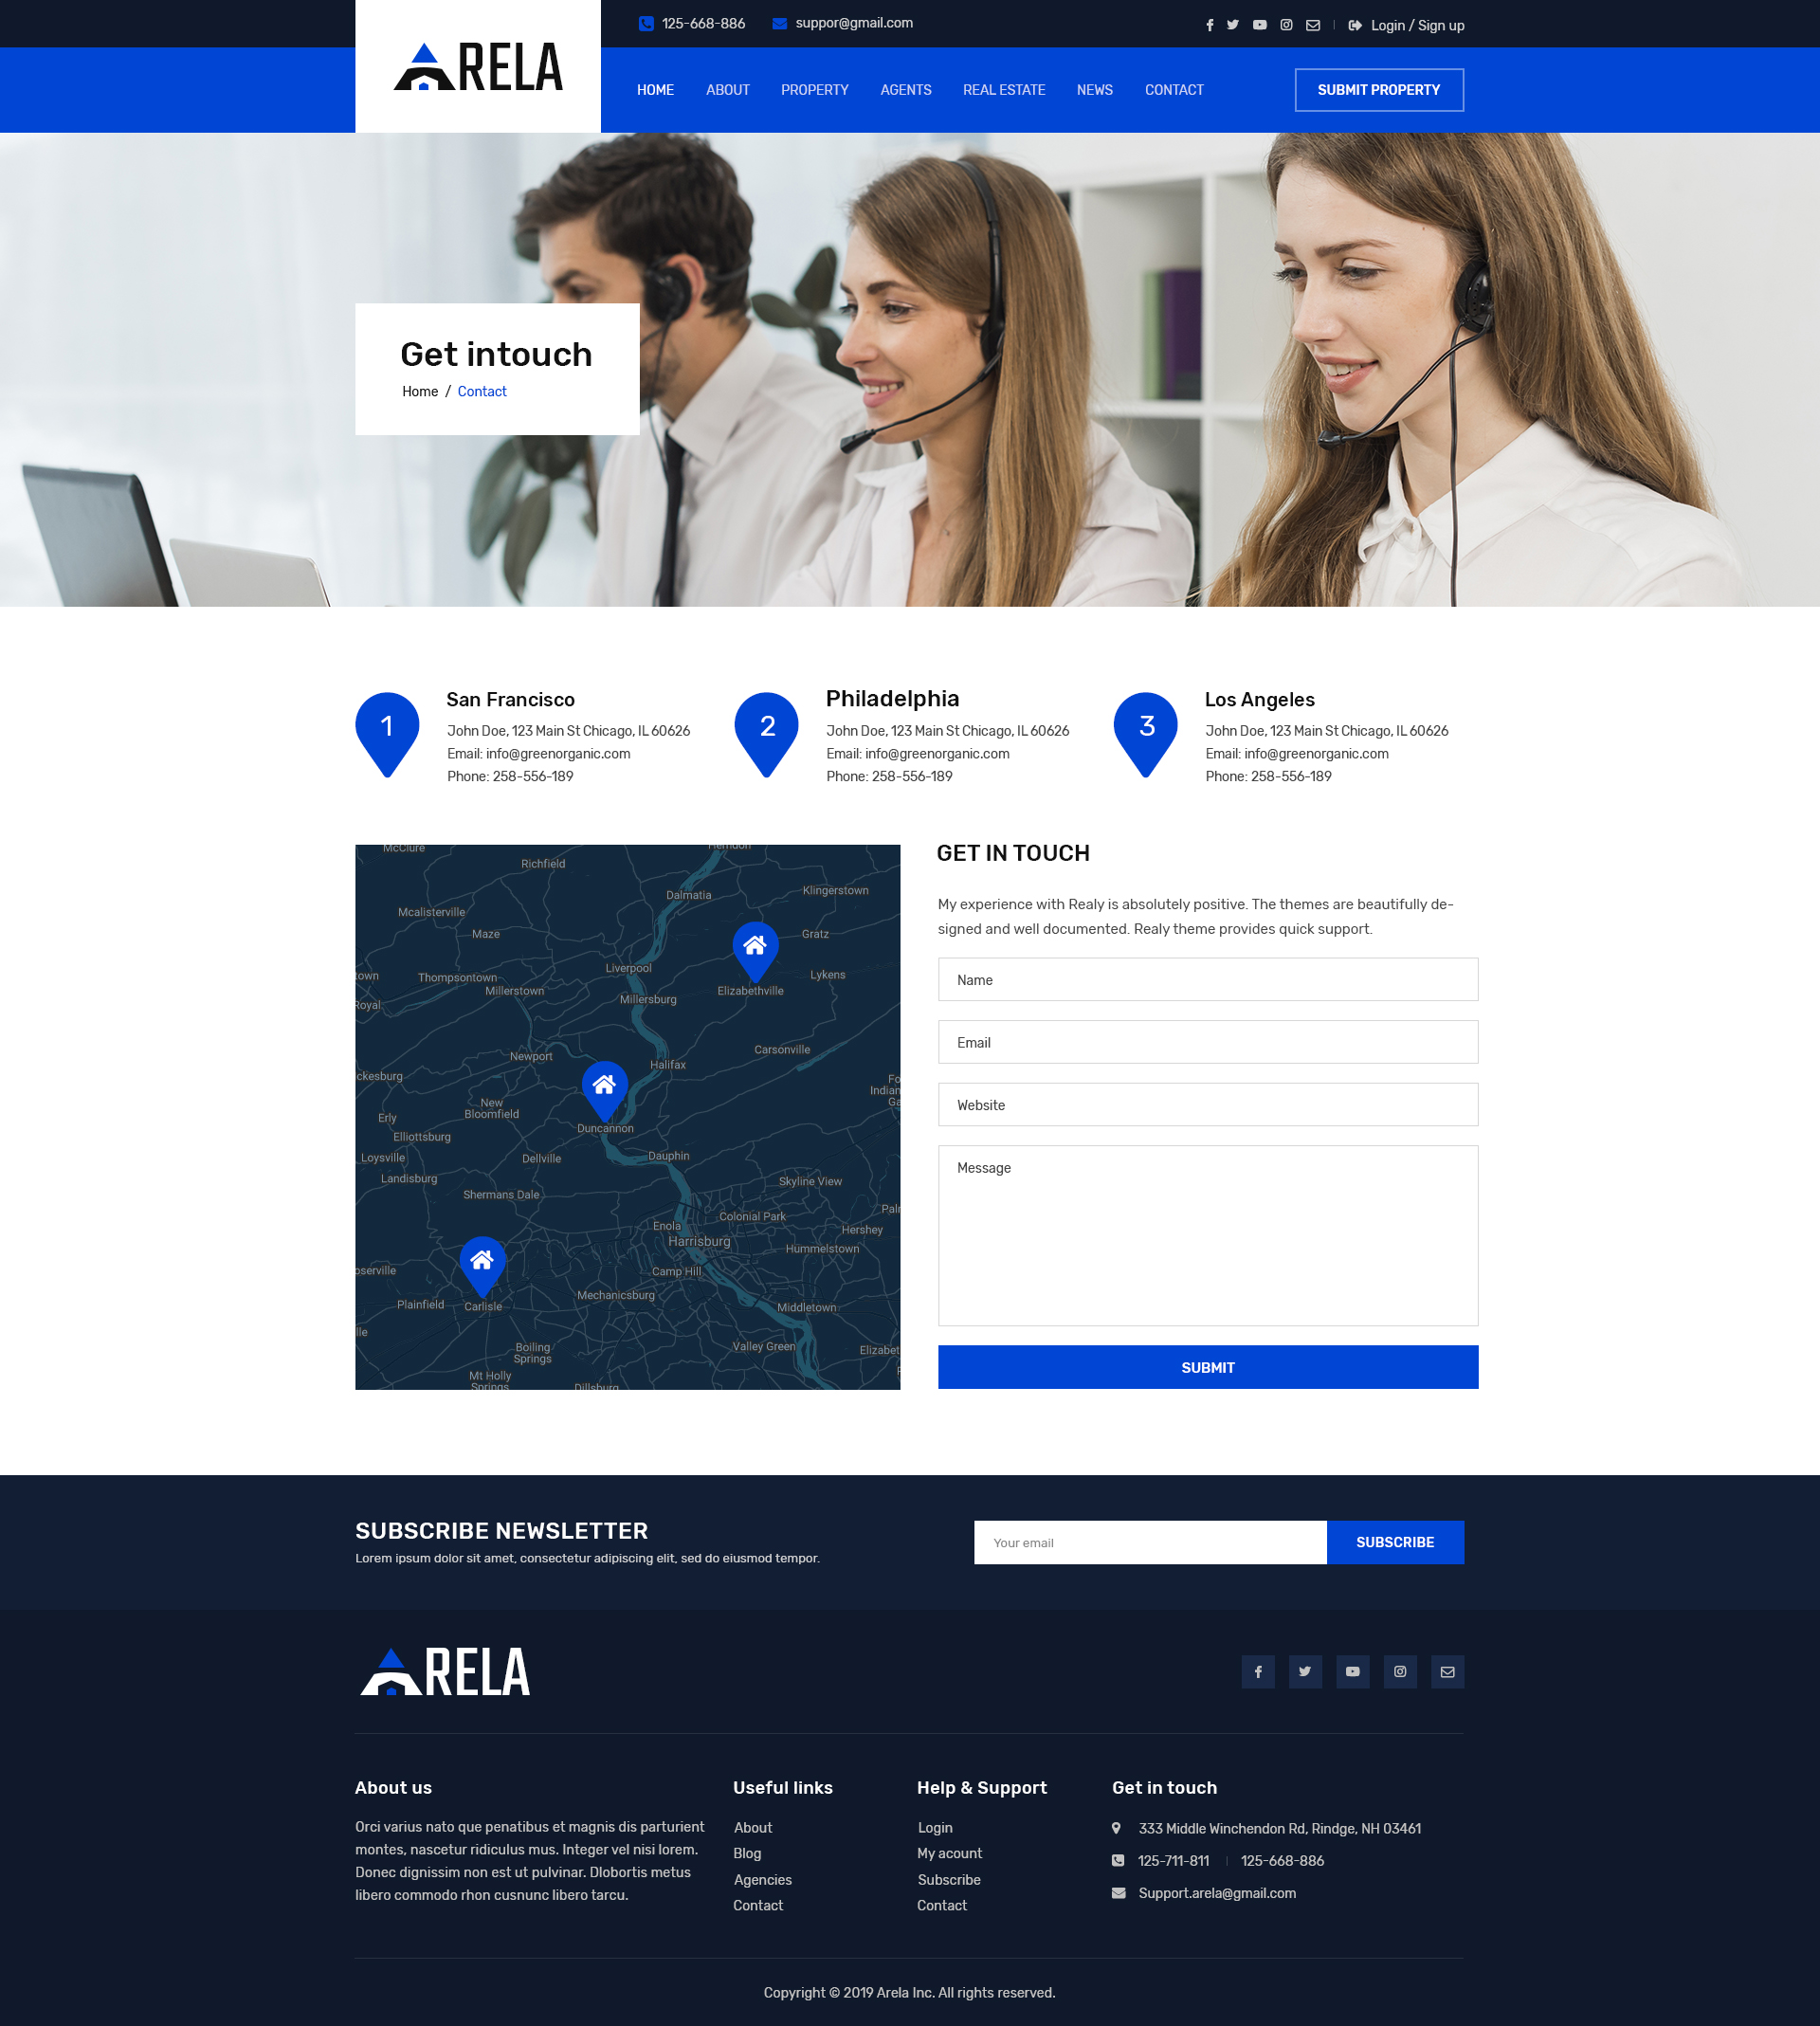 125-668-886
suppor@gmail.com
Login / Sign up
RELA
HOME
ABOUT
PROPERTY
AGENTS
REAL ESTATE
NEWS
CONTACT
SUBMIT PROPERTY
Get intouch
Home / Contact
1
San Francisco
John Doe, 123 Main St Chicago, IL 60626
Email: info@greenorganic.com
Phone: 258-556-189
2
Philadelphia
John Doe, 123 Main St Chicago, IL 60626
Email: info@greenorganic.com
Phone: 258-556-189
3
Los Angeles
John Doe, 123 Main St Chicago, IL 60626
Email: info@greenorganic.com
Phone: 258-556-189
McClure
Herndon
Richfield
Klingerstown
Dalmatia
Mcalisterville
Maze
Gratz
Liverpool
Lykens
town
Thompsontown
Millerstown
Elizabethville
Royal
Millersburg
Carsonville
Newport
Halifax
ckesburg
Fo
Indian
Ga
New
Bloomfield
Erly
Duncannon
Elliottsburg
Loysville
Dellville
Dauphin
Landisburg
Skyline View
Shermans Dale
Palr
Colonial Park
Enola
Hershey
Harrisburg
Hummelstown
oserville
Camp Hill
Mechanicsburg
Plainfield
Carlisle
Middletown
lle
Boiling
Springs
Valley Green
Elizabet
Mt Holly
Springs
Dillsburg
GET IN TOUCH
My experience with Realy is absolutely positive. The themes are beautifully de-
signed and well documented. Realy theme provides quick support.
Name
Email
Website
Message
SUBMIT
SUBSCRIBE NEWSLETTER
Lorem ipsum dolor sit amet, consectetur adipiscing elit, sed do eiusmod tempor.
Your email
SUBSCRIBE
RELA
About us
Orci varius nato que penatibus et magnis dis parturient
montes, nascetur ridiculus mus. Integer vel nisi lorem.
Donec dignissim non est ut pulvinar. Dlobortis metus
libero commodo rhon cusnunc libero tarcu.
Useful links
About
Blog
Agencies
Contact
Help & Support
Login
My acount
Subscribe
Contact
Get in touch
333 Middle Winchendon Rd, Rindge, NH 03461
125-711-811
125-668-886
Support.arela@gmail.com
Copyright © 2019 Arela Inc. All rights reserved.